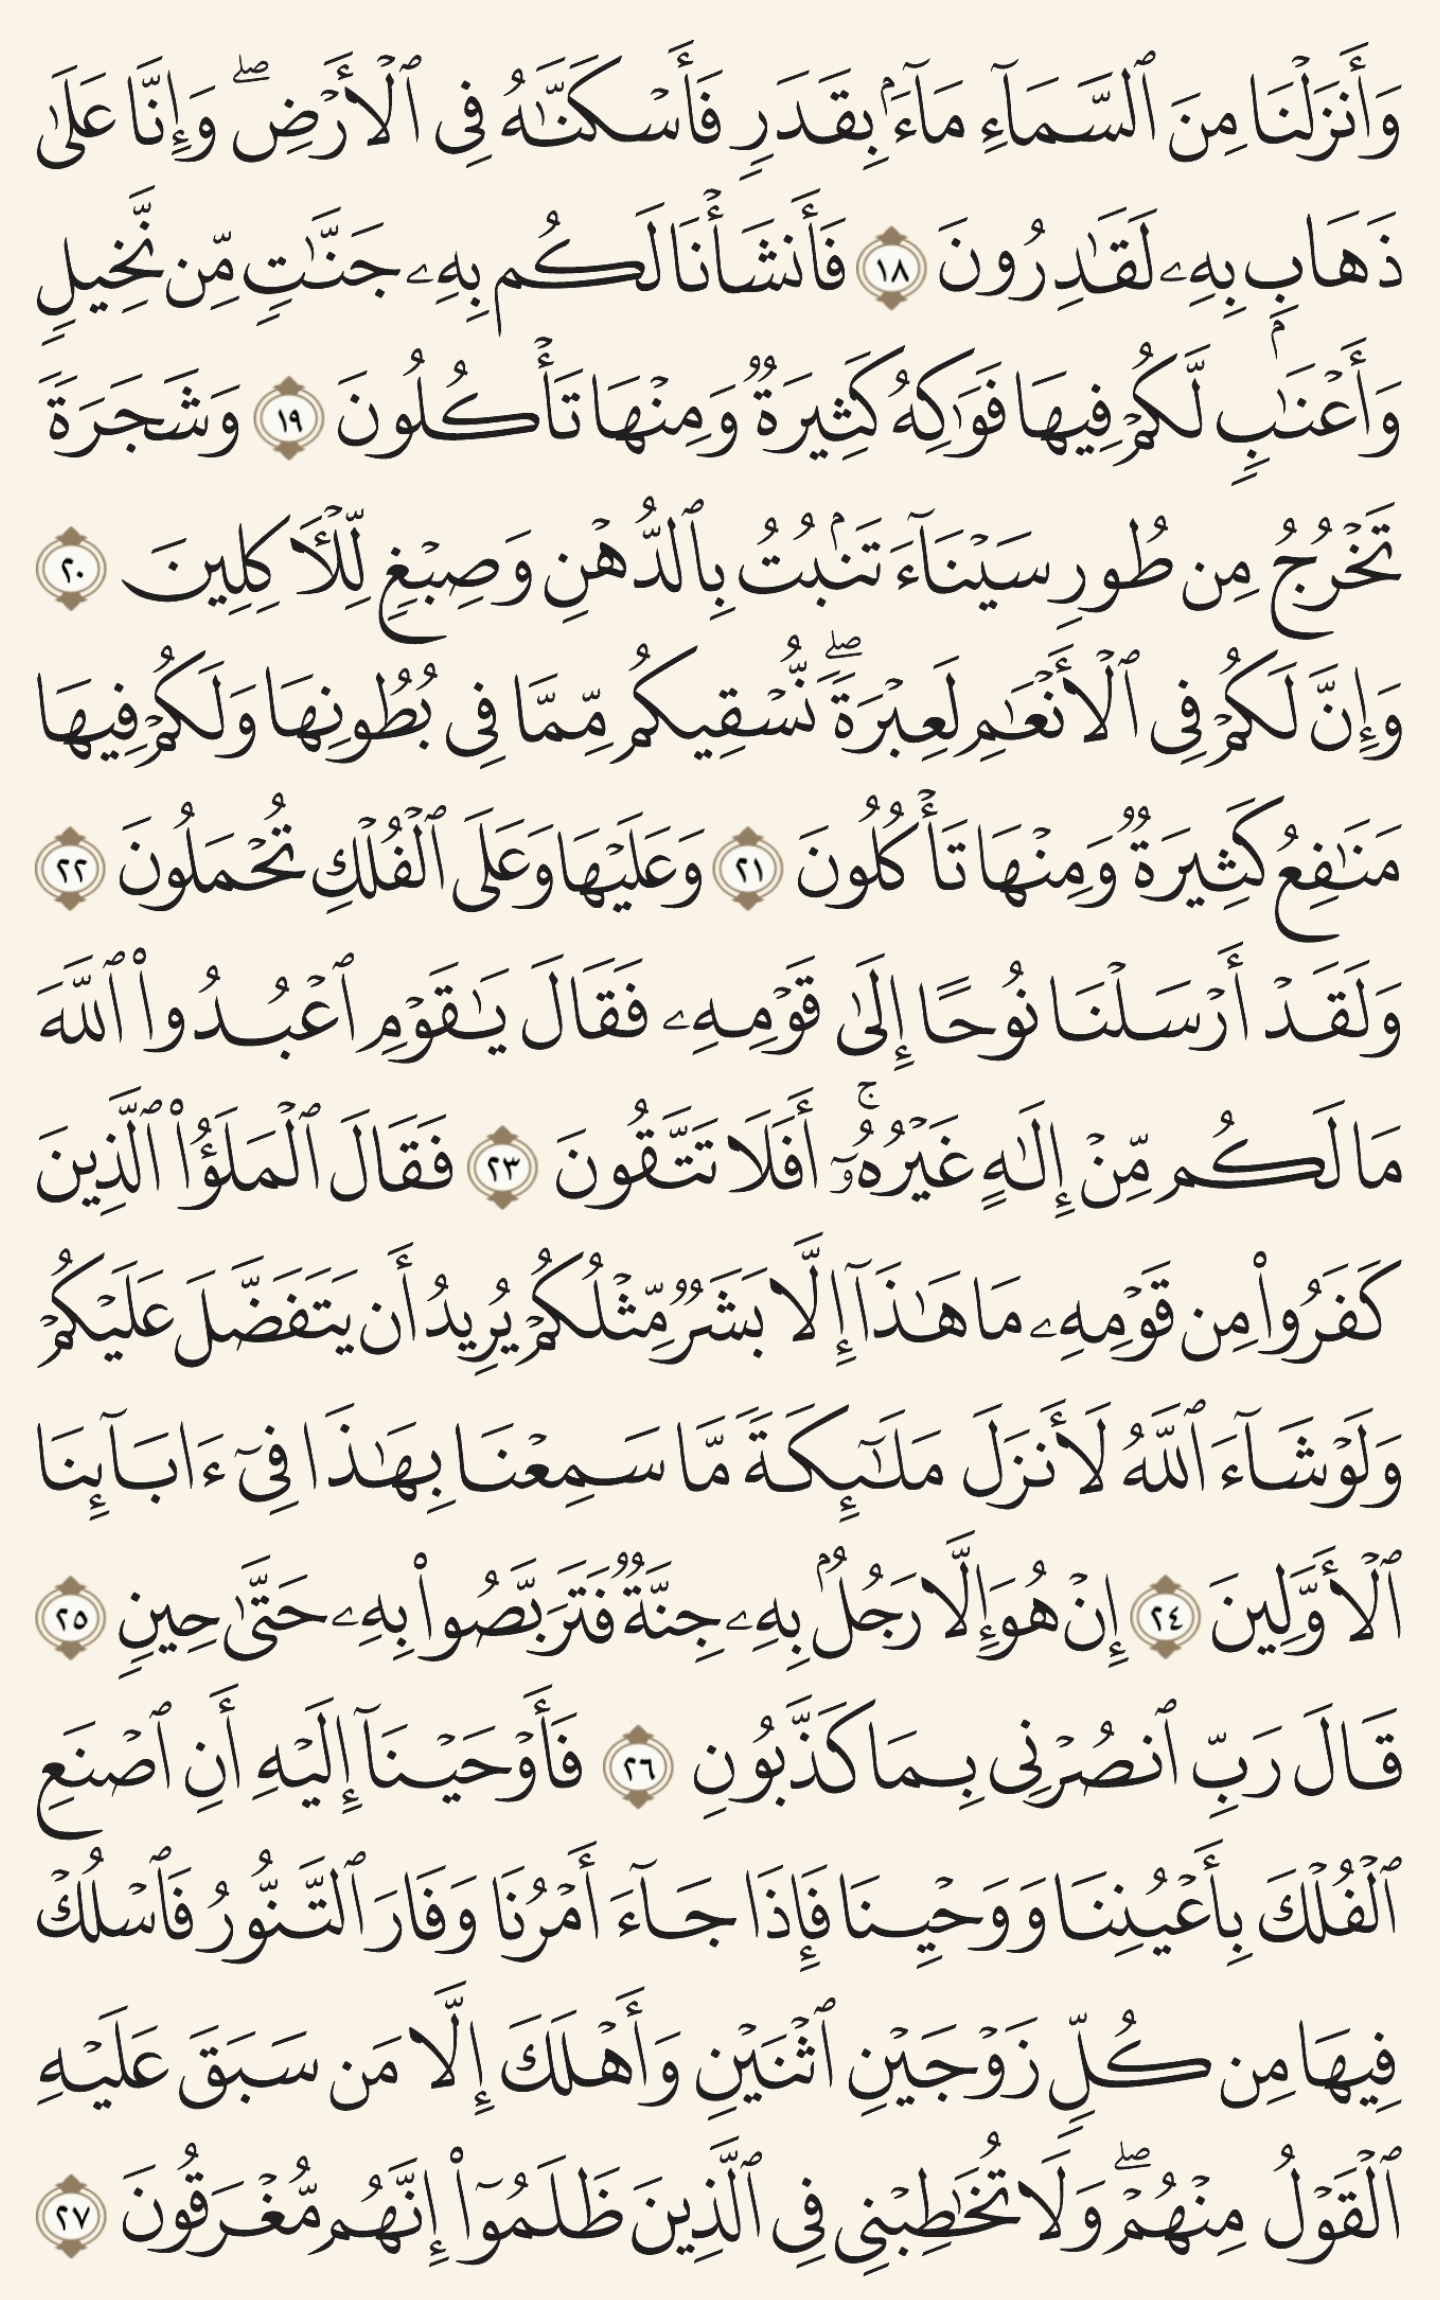 وَأَنزَلْنَا مِنَ ٱلسَّمَآءِ مَآءًۢ بِقَدَرٍ فَأَسْكَنَّـٰهُ فِى ٱلْأَرْضِ ۖ وَإِنَّا عَلَىٰ
ذَهَابٍۭ بِهِۦ لَقَـٰدِرُونَ ١٨ فَأَنشَأْنَا لَكُم بِهِۦ جَنَّـٰتٍ مِّن نَّخِيلٍ
وَأَعْنَـٰبٍ لَّكُمْ فِيهَا فَوَٰكِهُ كَثِيرَةٌ وَمِنْهَا تَأْكُلُونَ ١٩ وَشَجَرَةً
تَخْرُجُ مِن طُورِ سَيْنَآءَ تَنۢبُتُ بِٱلدُّهْنِ وَصِبْغٍ لِّلْـَٔاكِلِينَ ٢٠
وَإِنَّ لَكُمْ فِى ٱلْأَنْعَـٰمِ لَعِبْرَةً ۖ نُّسْقِيكُم مِّمَّا فِى بُطُونِهَا وَلَكُمْ فِيهَا
مَنَـٰفِعُ كَثِيرَةٌ وَمِنْهَا تَأْكُلُونَ ٢١ وَعَلَيْهَا وَعَلَى ٱلْفُلْكِ تُحْمَلُونَ ٢٢
وَلَقَدْ أَرْسَلْنَا نُوحًا إِلَىٰ قَوْمِهِۦ فَقَالَ يَـٰقَوْمِ ٱعْبُدُوا۟ ٱللَّهَ
مَا لَكُم مِّنْ إِلَـٰهٍ غَيْرُهُۥٓ ۚ أَفَلَا تَتَّقُونَ ٢٣ فَقَالَ ٱلْمَلَؤُا۟ ٱلَّذِينَ
كَفَرُوا۟ مِن قَوْمِهِۦ مَا هَـٰذَآ إِلَّا بَشَرٌ مِّثْلُكُمْ يُرِيدُ أَن يَتَفَضَّلَ عَلَيْكُمْ
وَلَوْ شَآءَ ٱللَّهُ لَأَنزَلَ مَلَـٰٓئِكَةً مَّا سَمِعْنَا بِهَـٰذَا فِىٓ ءَابَآئِنَا
ٱلْأَوَّلِينَ ٢٤ إِنْ هُوَ إِلَّا رَجُلٌۢ بِهِۦ جِنَّةٌ فَتَرَبَّصُوا۟ بِهِۦ حَتَّىٰ حِينٍ ٢٥
قَالَ رَبِّ ٱنصُرْنِى بِمَا كَذَّبُونِ ٢٦ فَأَوْحَيْنَآ إِلَيْهِ أَنِ ٱصْنَعِ
ٱلْفُلْكَ بِأَعْيُنِنَا وَوَحْيِنَا فَإِذَا جَآءَ أَمْرُنَا وَفَارَ ٱلتَّنُّورُ فَٱسْلُكْ
فِيهَا مِن كُلٍّ زَوْجَيْنِ ٱثْنَيْنِ وَأَهْلَكَ إِلَّا مَن سَبَقَ عَلَيْهِ
ٱلْقَوْلُ مِنْهُمْ ۖ وَلَا تُخَـٰطِبْنِى فِى ٱلَّذِينَ ظَلَمُوٓا۟ إِنَّهُم مُّغْرَقُونَ ٢٧